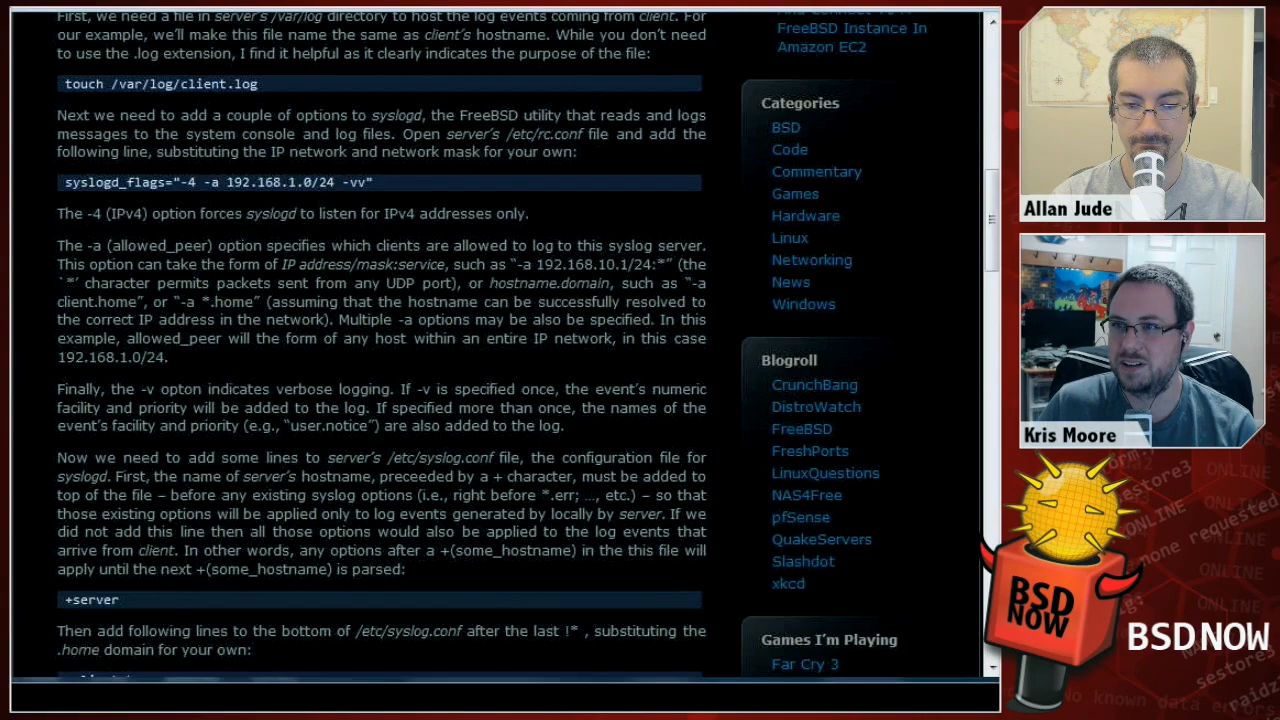 First, we need a file in server's /var/log directory to host the log events coming from client. For
our example, we'll make this file name the same as client's hostname. While you don't need
to use the .log extension, I find it helpful as it clearly indicates the purpose of the file:
touch /var/log/client.log
Next we need to add a couple of options to syslogd, the FreeBSD utility that reads and logs
messages to the system console and log files. Open server's /etc/rc.conf file and add the
following line, substituting the IP network and network mask for your own:
syslogd_flags="-4 -a 192.168.1.0/24 -vv"
The -4 (IPv4) option forces syslogd to listen for IPv4 addresses only.
The -a (allowed_peer) option specifies which clients are allowed to log to this syslog server.
This option can take the form of IP address/mask:service, such as "-a 192.168.10.1/24:*" (the
`*' character permits packets sent from any UDP port), or hostname.domain, such as "-a
client.home", or "-a *.home" (assuming that the hostname can be successfully resolved to
the correct IP address in the network). Multiple -a options may be also be specified. In this
example, allowed_peer will the form of any host within an entire IP network, in this case
192.168.1.0/24.
Finally, the -v opton indicates verbose logging. If -v is specified once, the event's numeric
facility and priority will be added to the log. If specified more than once, the names of the
event's facility and priority (e.g., "user.notice") are also added to the log.
Now we need to add some lines to server's /etc/syslog.conf file, the configuration file for
syslogd. First, the name of server's hostname, preceeded by a + character, must be added to
top of the file – before any existing syslog options (i.e., right before *.err; ..., etc.) – so that
those existing options will be applied only to log events generated by locally by server. If we
did not add this line then all those options would also be applied to the log events that
arrive from client. In other words, any options after a +(some_hostname) in the this file will
apply until the next +(some_hostname) is parsed:
+server
Then add following lines to the bottom of /etc/syslog.conf after the last !* , substituting the
.home domain for your own:
FreeBSD Instance In
Amazon EC2
Categories
BSD
Code
Commentary
Games
Hardware
Linux
Networking
News
Windows
Blogroll
CrunchBang
DistroWatch
FreeBSD
FreshPorts
LinuxQuestions
NAS4Free
pfSense
QuakeServers
Slashdot
xkcd
Games I'm Playing
Far Cry 3
Allan Jude
Kris Moore
BSD
NOW
BSD NOW
ONLINE
ONLINE
none requested
ONLINE
ONLINE
No known data errors